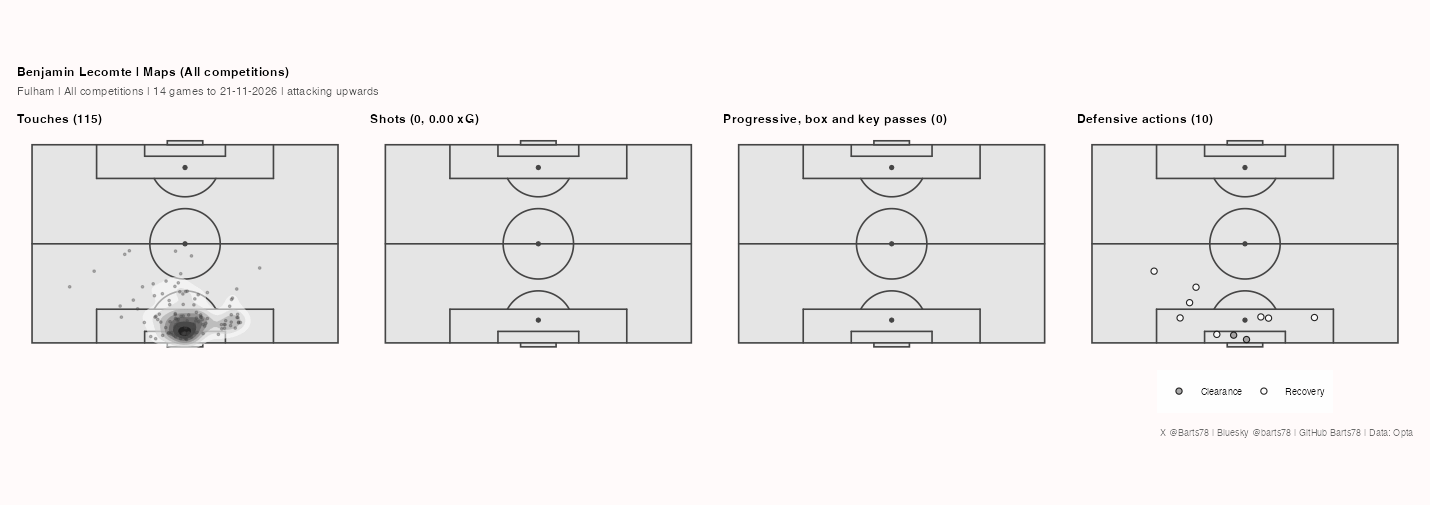 Benjamin Lecomte | Maps (All competitions)
Fulham | All competitions | 14 games to 21-11-2026 | attacking upwards
Touches (115)
Shots (0, 0.00 xG)
Progressive, box and key passes (0)
Defensive actions (10)
Clearance
Recovery
X @Barts78 | Bluesky @barts78 | GitHub Barts78 | Data: Opta